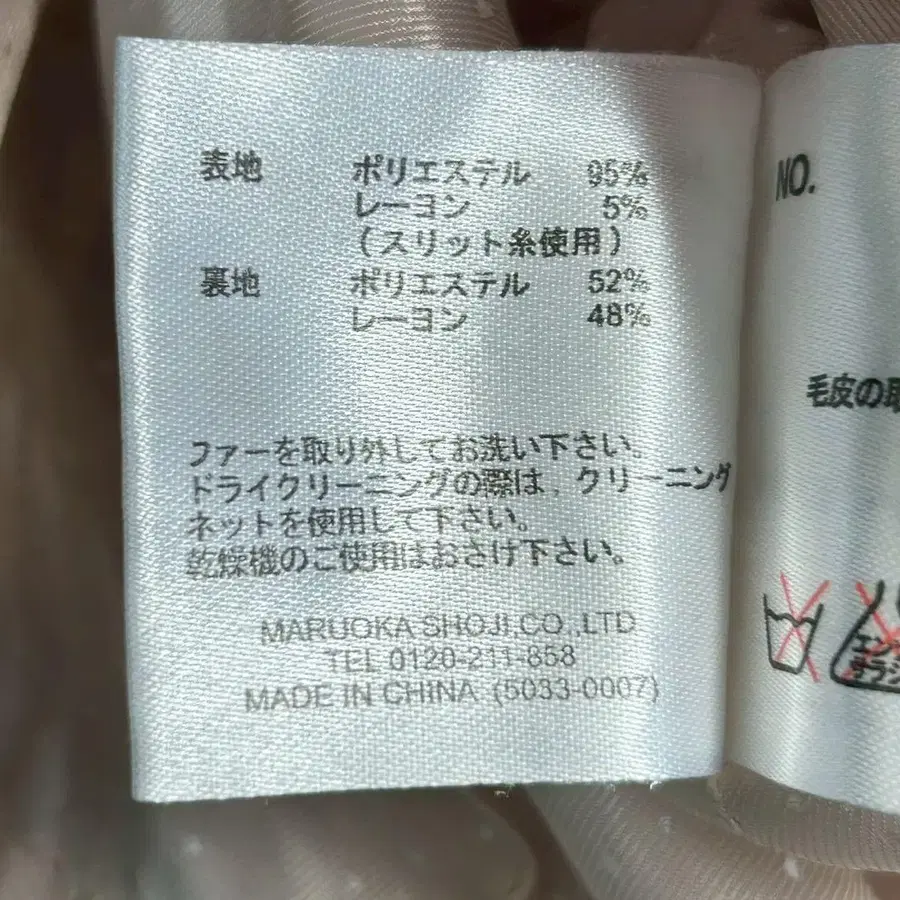 表地 ポリエステル 95%
レーヨン 5%
(スリット糸使用)
裏地 ポリエステル 52%
レーヨン 48%
ファーを取り外してお洗い下さい。
ドライクリーニングの際は、クリーニング
ネットを使用して下さい。
乾燥機のご使用はおさけ下さい。
MARUOKA SHOJI,CO.,LTD
TEL 0120-211-858
MADE IN CHINA (5033-0007)
NO.
毛皮の取